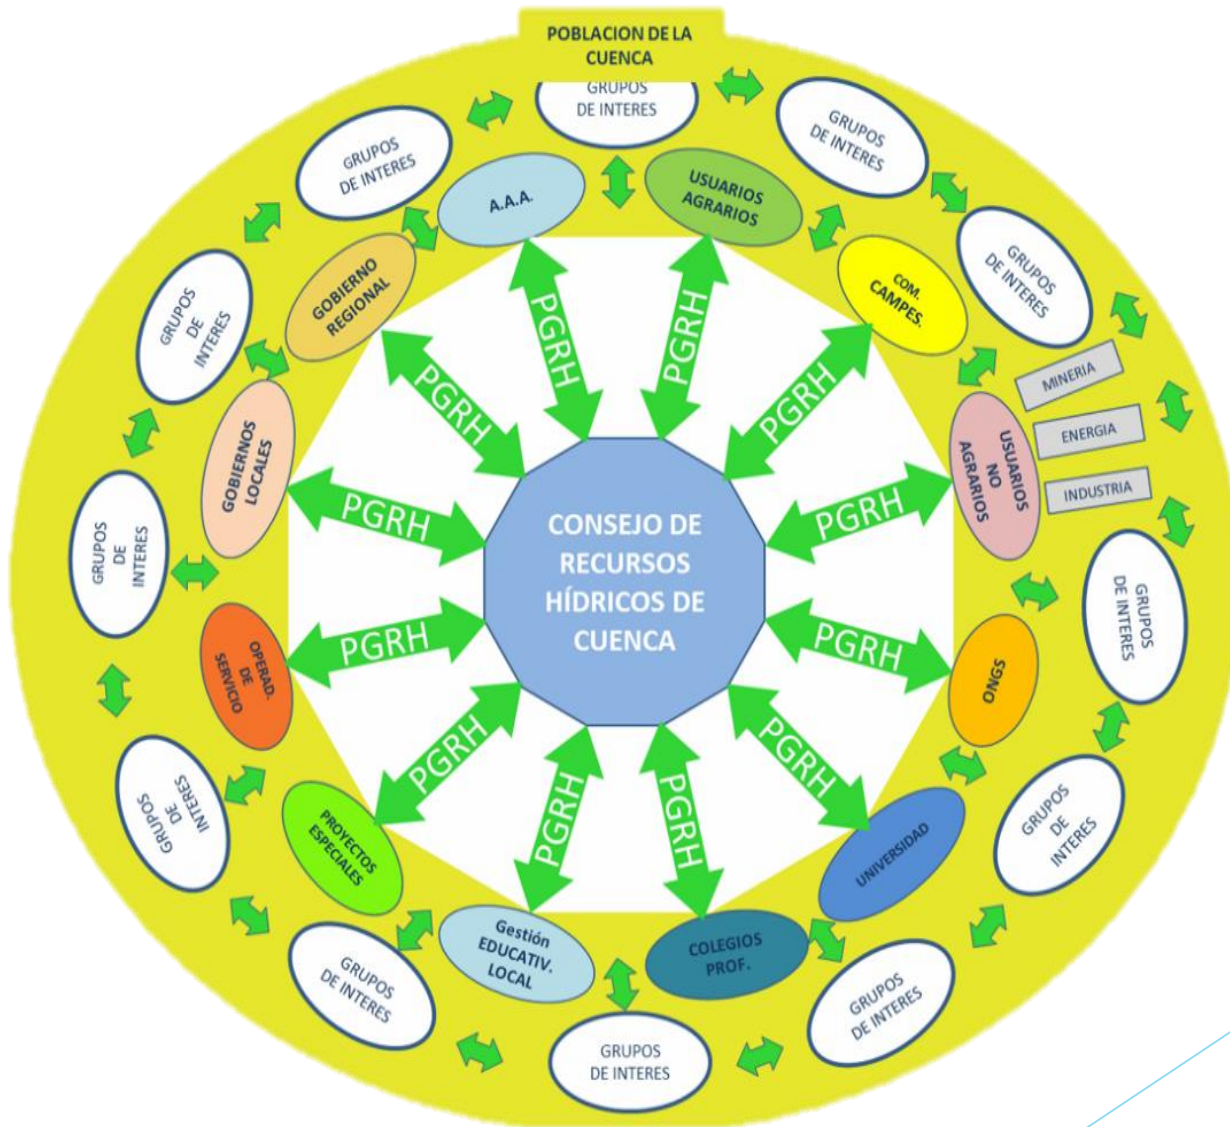 POBLACION DE LA
CUENCA
GRUPOS
DE INTERES
GRUPOS
DE INTERES
GRUPOS
DE INTERES
MINERIA
ENERGIA
INDUSTRIA
GRUPOS
DE INTERES
GRUPOS
DE
INTERES
GRUPOS
DE INTERES
GRUPOS
DE INTERES
GRUPOS
DE INTERES
GRUPOS
DE
INTERES
GRUPOS
DE
INTERES
GRUPOS
DE
INTERES
GRUPOS
DE INTERES
A.A.A.
USUARIOS
AGRARIOS
COM.
CAMPES.
USUARIOS
NO
AGRARIOS
ONGS
UNIVERSIDAD
COLEGIOS
PROF.
Gestión
EDUCATIV.
LOCAL
PROYECTOS
ESPECIALES
OPERAD.
DE
SERVICIO
GOBIERNOS
LOCALES
GOBIERNO
REGIONAL
PGRH
PGRH
PGRH
PGRH
PGRH
PGRH
PGRH
PGRH
PGRH
PGRH
PGRH
PGRH
CONSEJO DE
RECURSOS
HÍDRICOS DE
CUENCA